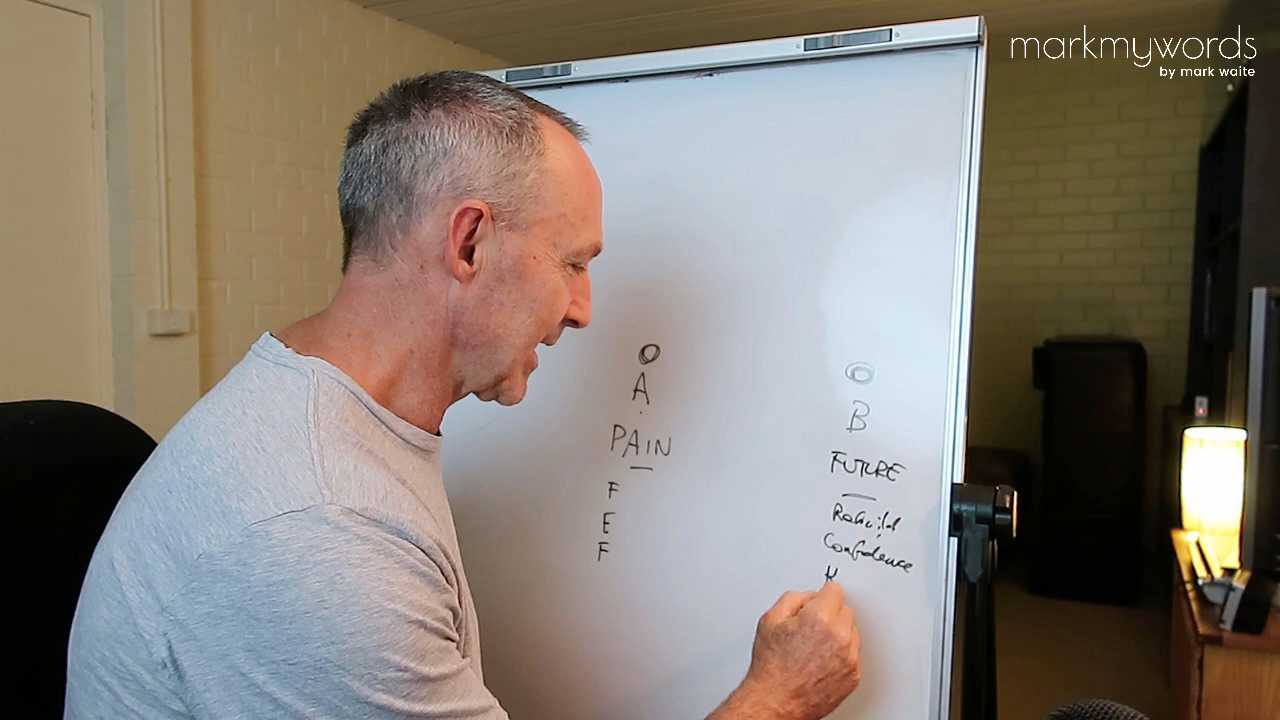 markmywords
by mark waite
A
PAIN
F
E
F
B
FUTURE
Confidence